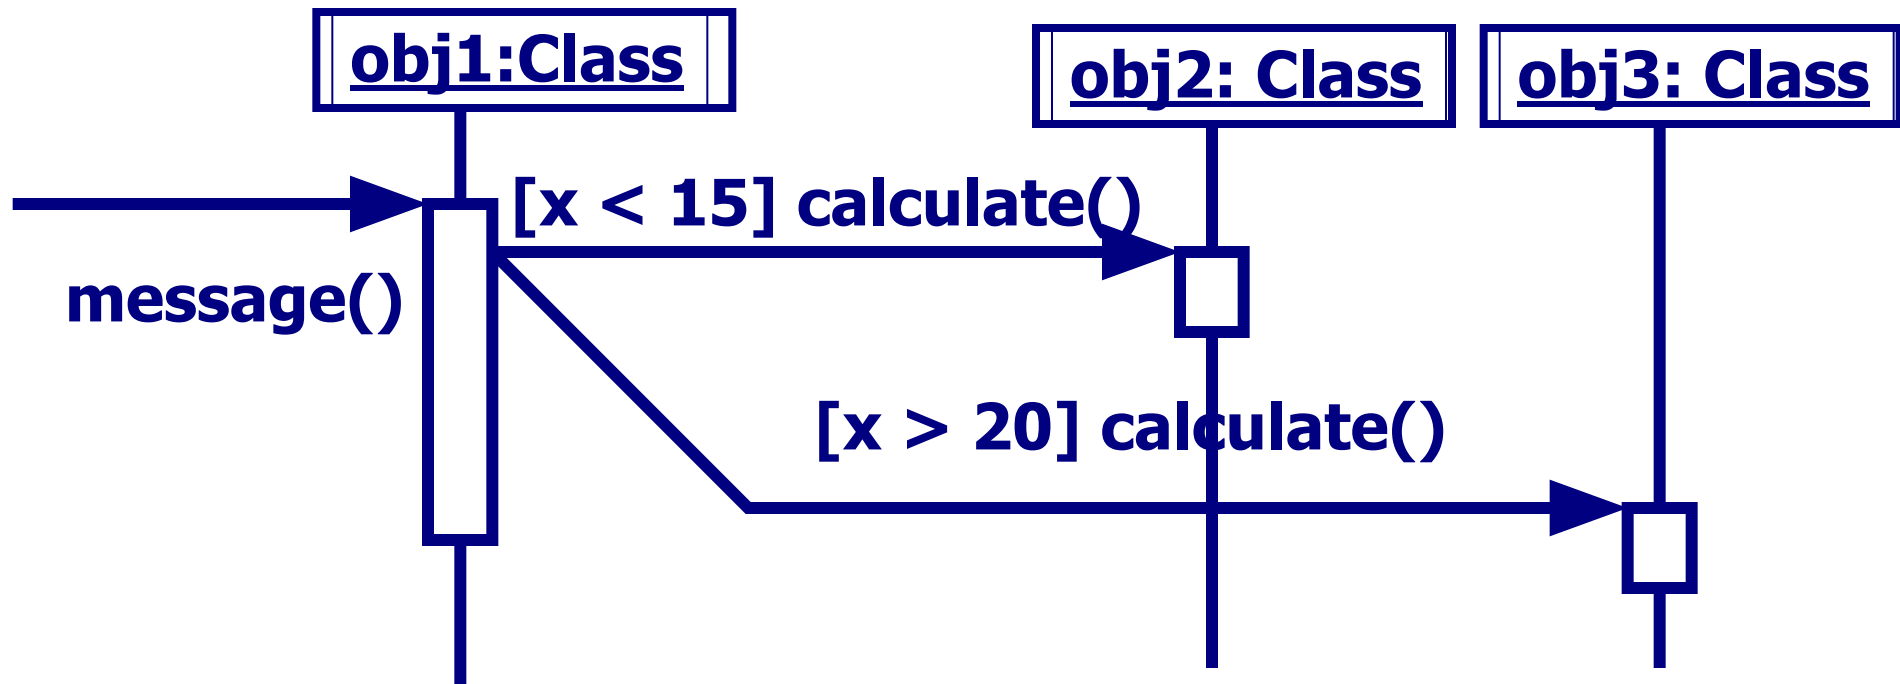 obj1:Class
obj2: Class
obj3: Class
[x < 15] calculate()
message()
[x > 20] calculate()